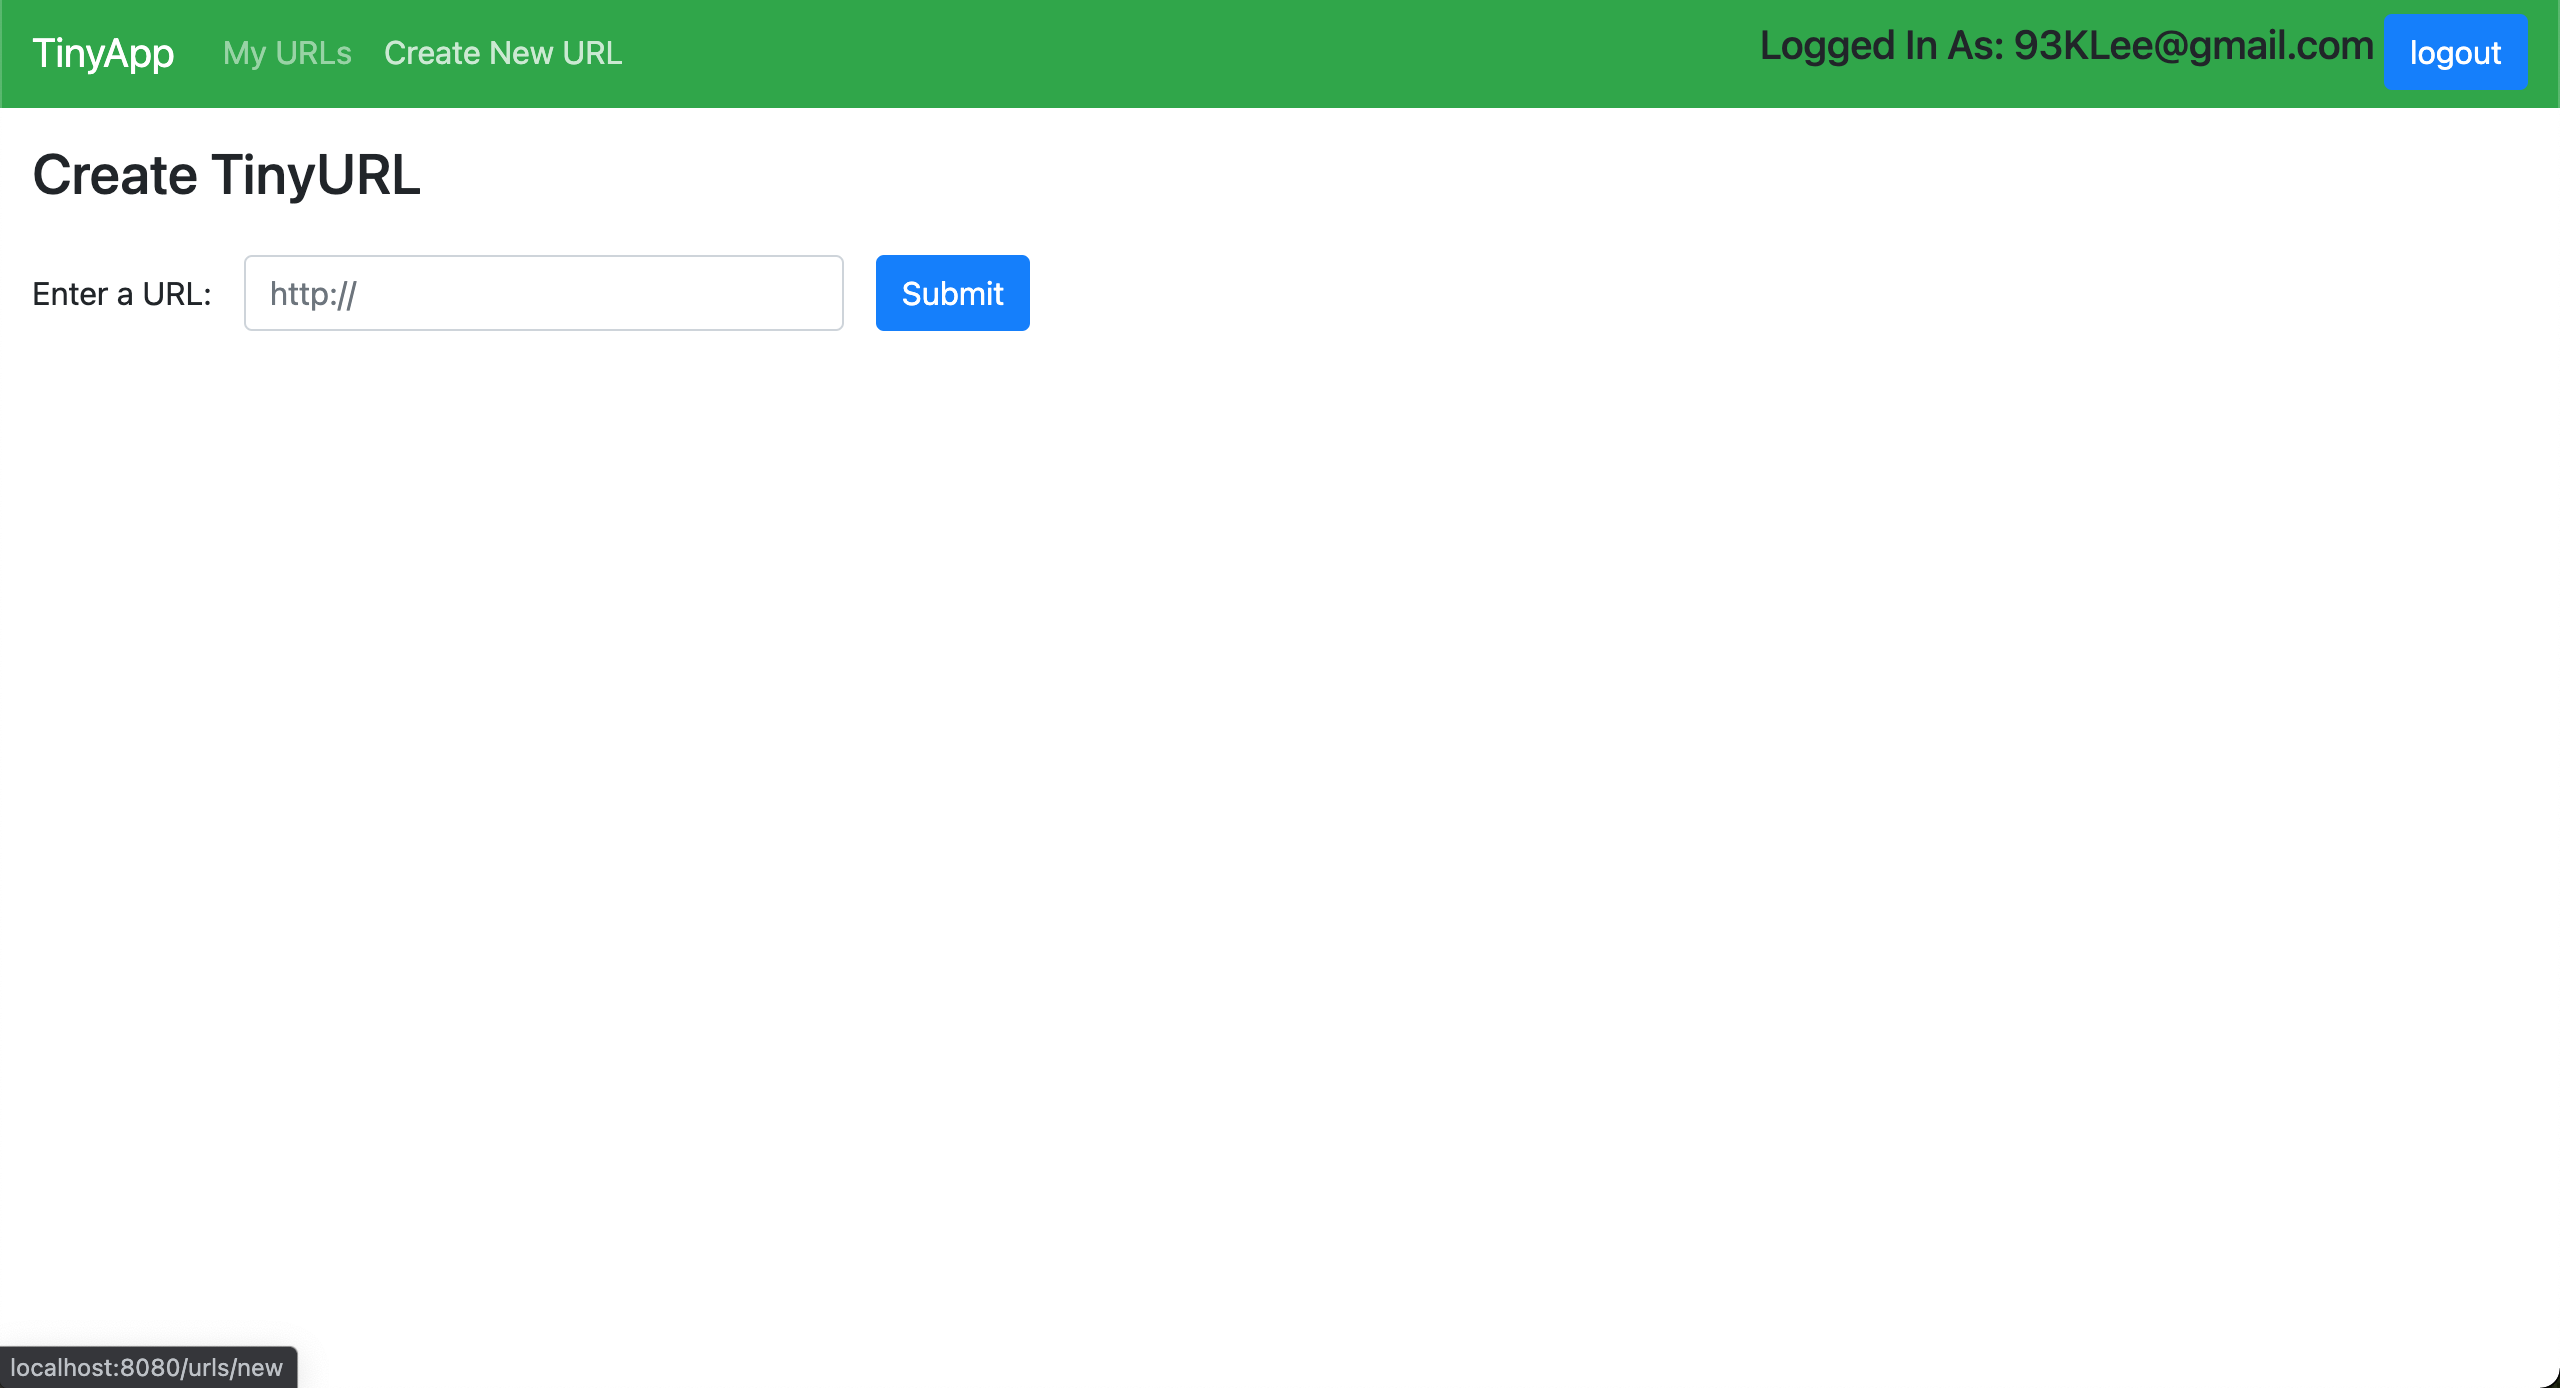 TinyApp My URLs Create New URL Logged In As: 93KLee@gmail.com logout
Create TinyURL
Enter a URL: http:// Submit
localhost:8080/urls/new